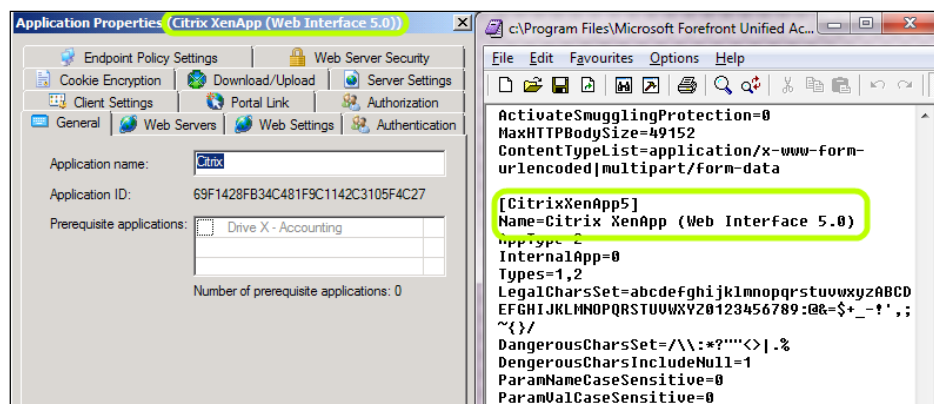 Application Properties (Citrix XenApp (Web Interface 5.0))
Endpoint Policy Settings
Web Server Security
Cookie Encryption
Download/Upload
Server Settings
Client Settings
Portal Link
Authorization
General
Web Servers
Web Settings
Authentication
Application name:
Citrix
Application ID:
69F1428FB34C481F9C1142C3105F4C27
Prerequisite applications:
Drive X - Accounting
Number of prerequisite applications: 0
c:\Program Files\Microsoft Forefront Unified Ac...
File Edit Favourites Options Help
ActivateSmugglingProtection=0
MaxHTTPBodySize=49152
ContentTypeList=application/x-www-form-
urlencoded|multipart/form-data
[CitrixXenApp5]
Name=Citrix XenApp (Web Interface 5.0)
AppType=2
InternalApp=0
Types=1,2
LegalCharsSet=abcdefghijklmnopqrstuvwxyzABCD
EFGHIJKLMNOPQRSTUVWXYZ0123456789:@&=$+_-!',;
~{}/
DangerousCharsSet=/\\:*?""<>|.%
DengerousCharsIncludeNull=1
ParamNameCaseSensitive=0
ParamValCaseSensitive=0